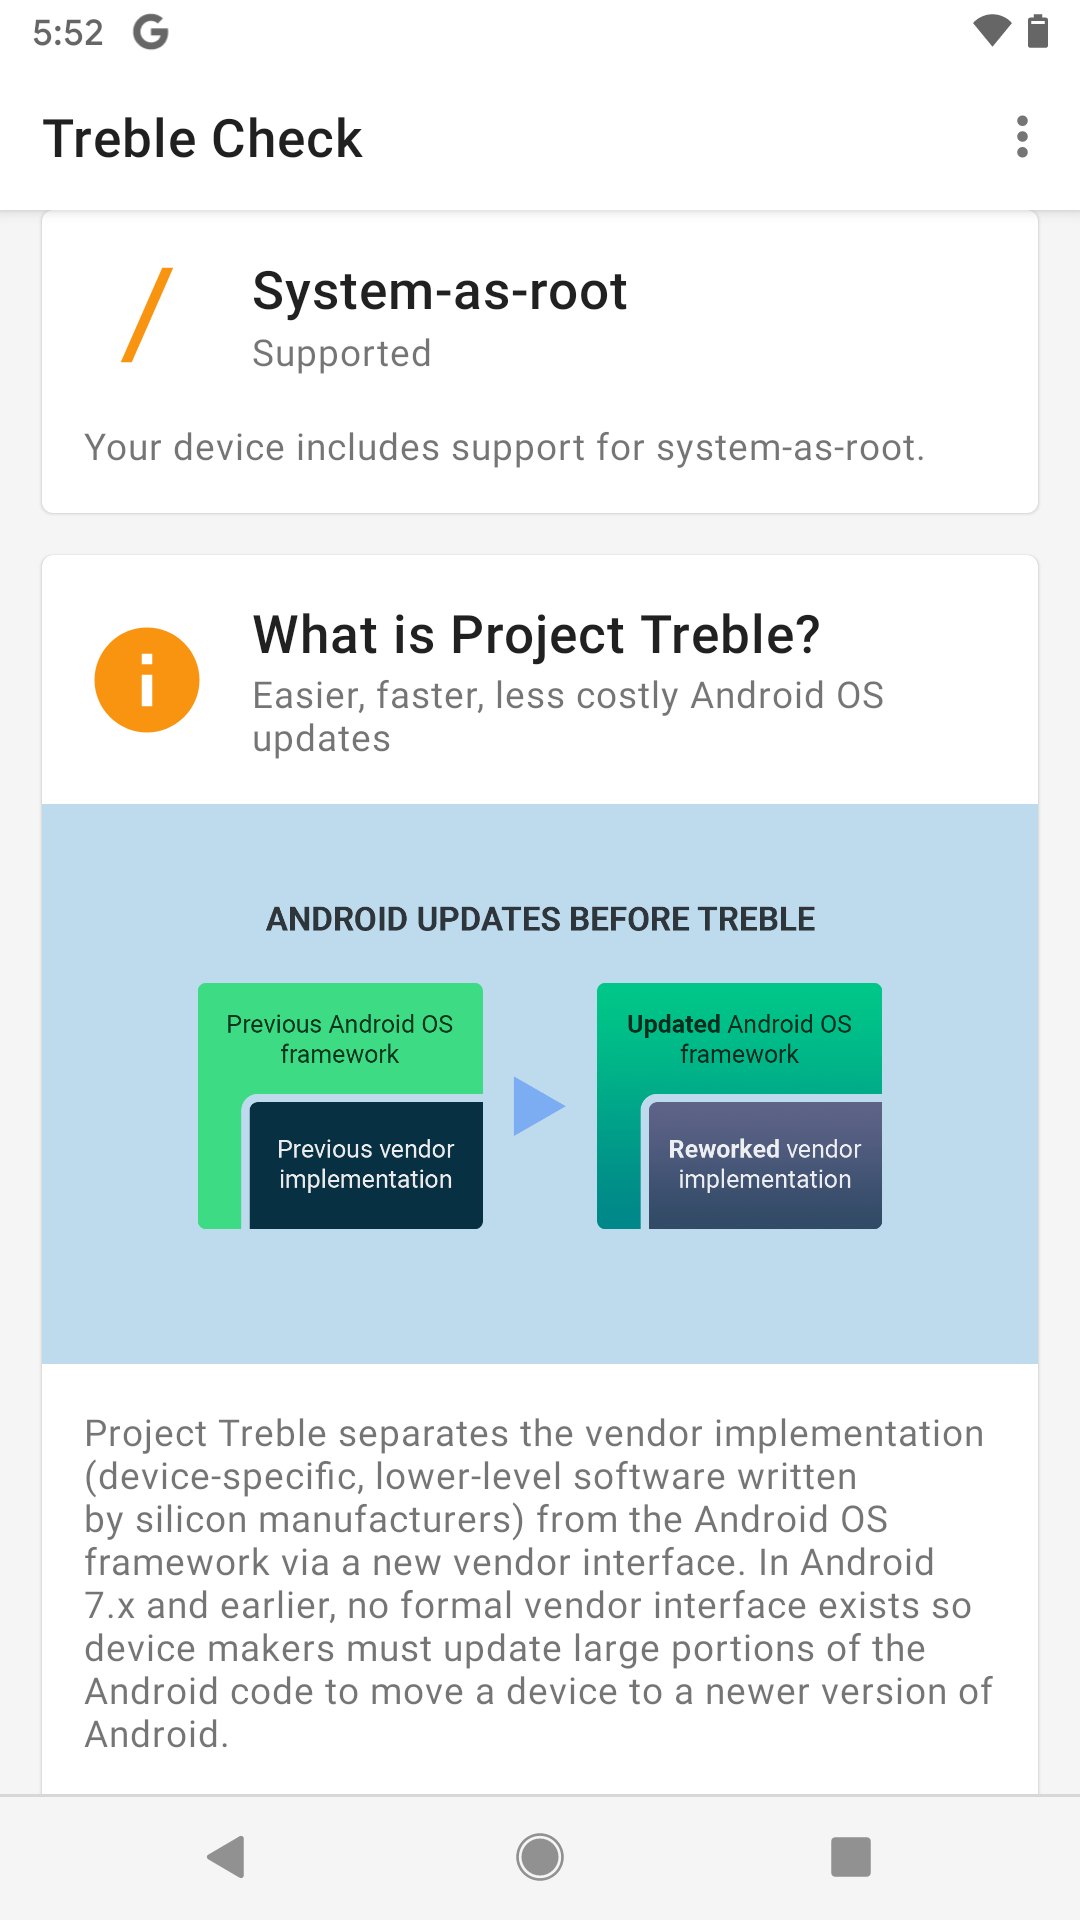 5:52
Treble Check
System-as-root
Supported
Your device includes support for system-as-root.
What is Project Treble?
Easier, faster, less costly Android OS
updates
ANDROID UPDATES BEFORE TREBLE
Previous Android OS
framework
Previous vendor
implementation
Updated Android OS
framework
Reworked vendor
implementation
Project Treble separates the vendor implementation
(device-specific, lower-level software written
by silicon manufacturers) from the Android OS
framework via a new vendor interface. In Android
7.x and earlier, no formal vendor interface exists so
device makers must update large portions of the
Android code to move a device to a newer version of
Android.